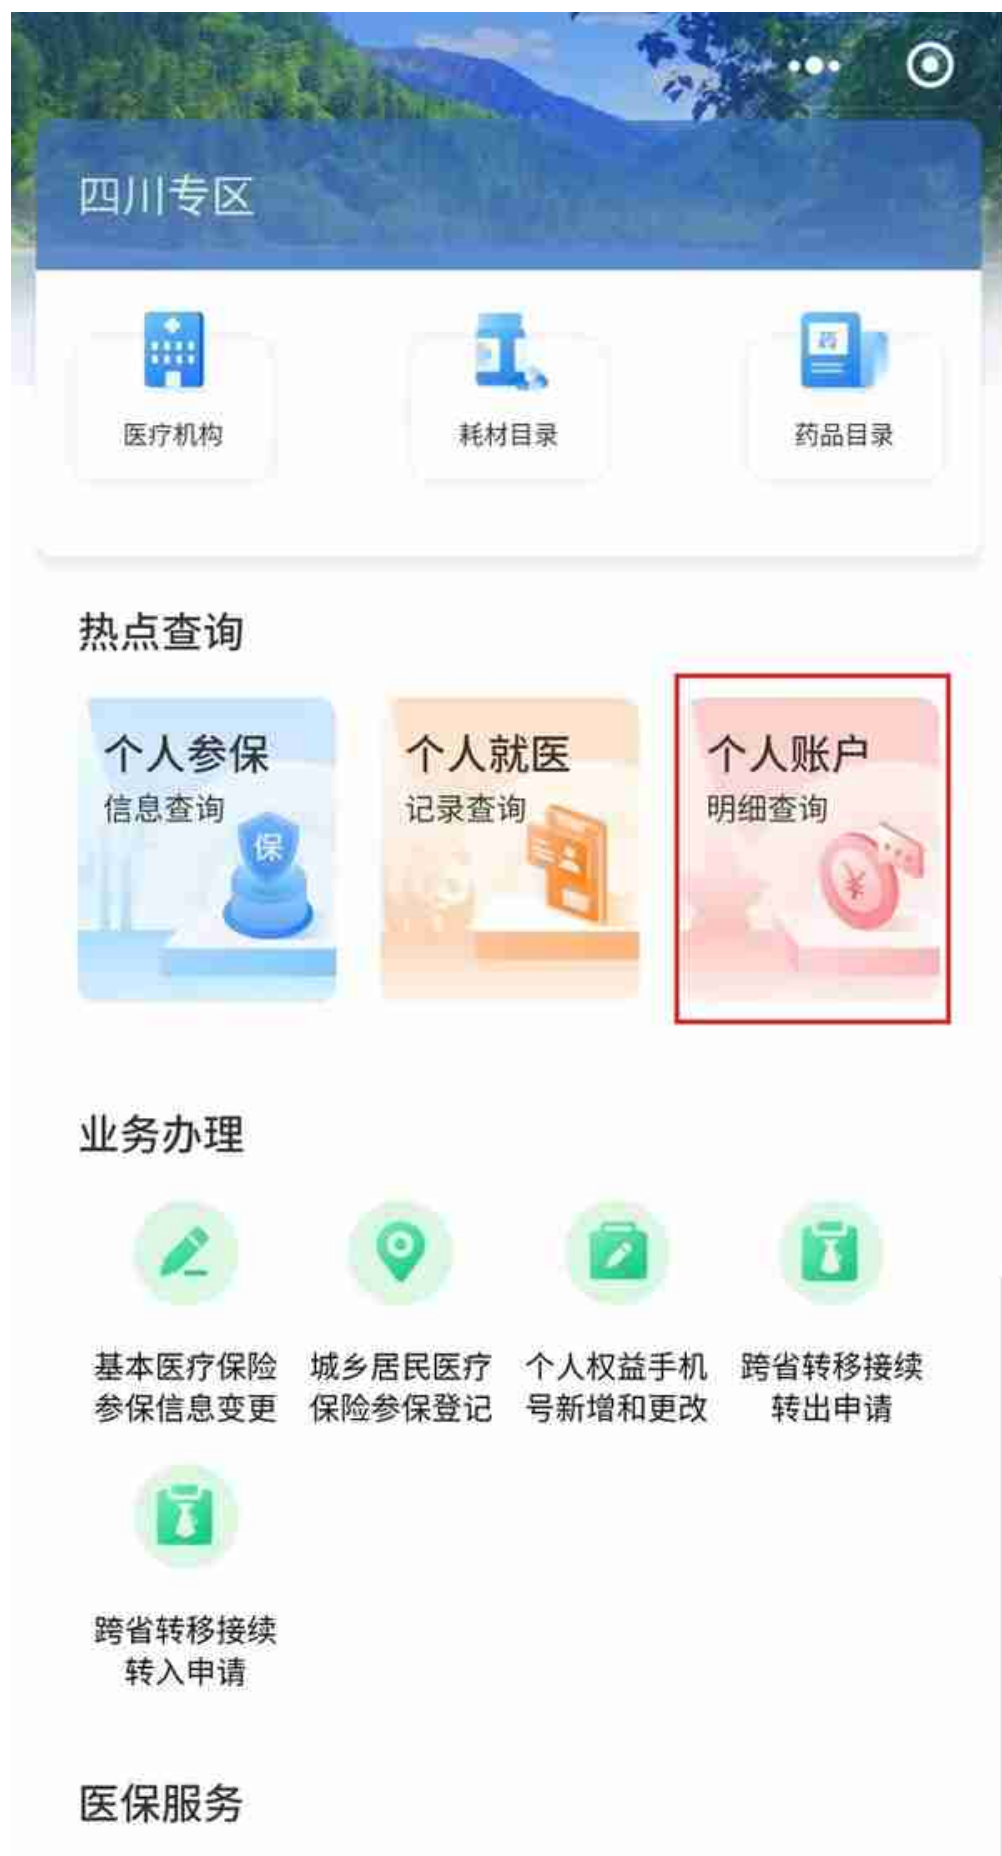 四川专区
医疗机构
耗材目录
药
药品目录
热点查询
个人参保
信息查询
保
个人就医
记录查询
个人账户
明细查询
¥
业务办理
基本医疗保险
参保信息变更
城乡居民医疗
保险参保登记
个人权益手机
号新增和更改
跨省转移接续
转出申请
跨省转移接续
转入申请
医保服务